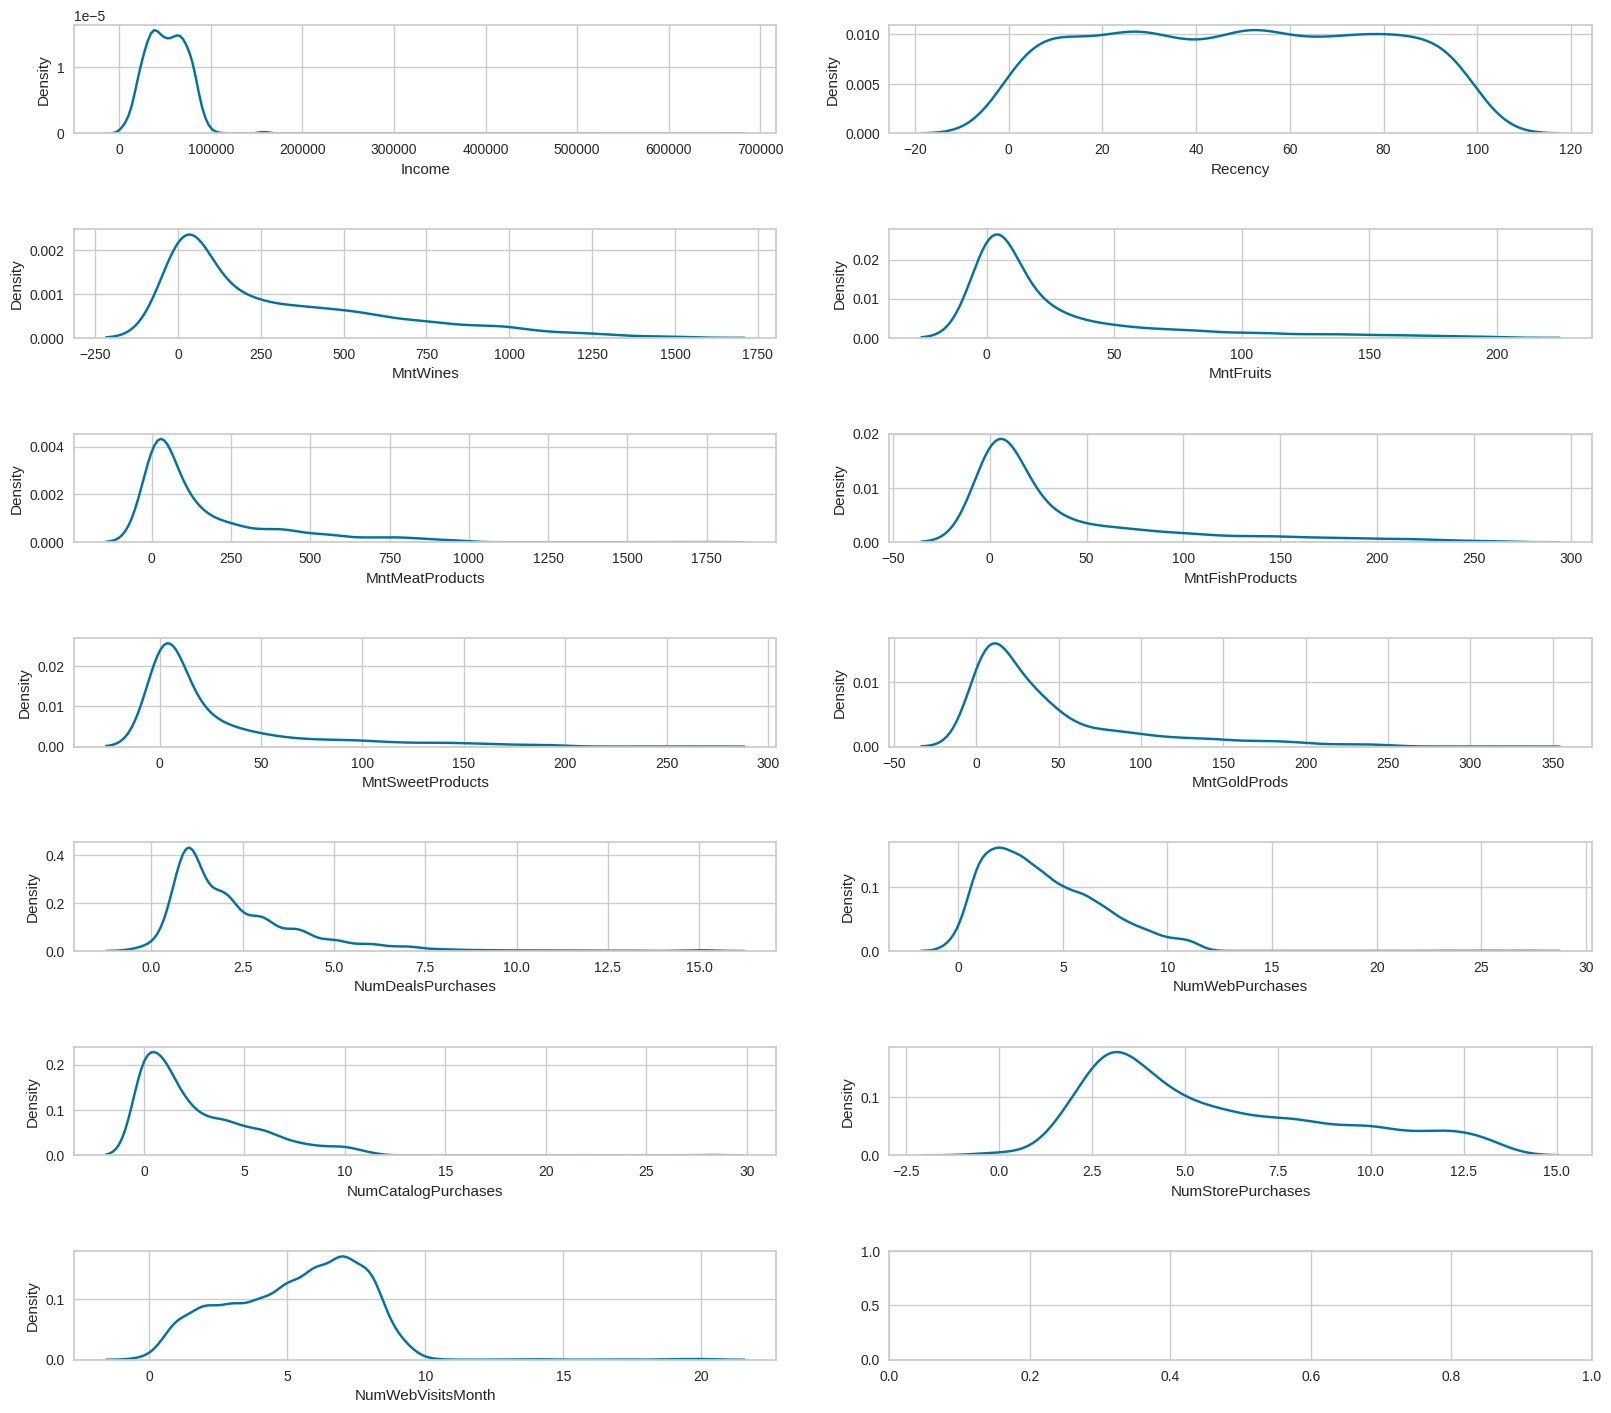 1e−5
Density
1
0
0 100000 200000 300000 400000 500000 600000 700000
Income
Density
0.010
0.005
0.000
−20 0 20 40 60 80 100 120
Recency
Density
0.002
0.001
0.000
−250 0 250 500 750 1000 1250 1500 1750
MntWines
Density
0.02
0.01
0.00
0 50 100 150 200
MntFruits
Density
0.004
0.002
0.000
0 250 500 750 1000 1250 1500 1750
MntMeatProducts
Density
0.02
0.01
0.00
−50 0 50 100 150 200 250 300
MntFishProducts
Density
0.02
0.01
0.00
0 50 100 150 200 250 300
MntSweetProducts
Density
0.01
0.00
−50 0 50 100 150 200 250 300 350
MntGoldProds
Density
0.4
0.2
0.0
0.0 2.5 5.0 7.5 10.0 12.5 15.0
NumDealsPurchases
Density
0.1
0.0
0 5 10 15 20 25 30
NumWebPurchases
Density
0.2
0.1
0.0
0 5 10 15 20 25 30
NumCatalogPurchases
Density
0.1
0.0
−2.5 0.0 2.5 5.0 7.5 10.0 12.5 15.0
NumStorePurchases
Density
0.1
0.0
0 5 10 15 20
NumWebVisitsMonth
1.0
0.5
0.0
0.0 0.2 0.4 0.6 0.8 1.0